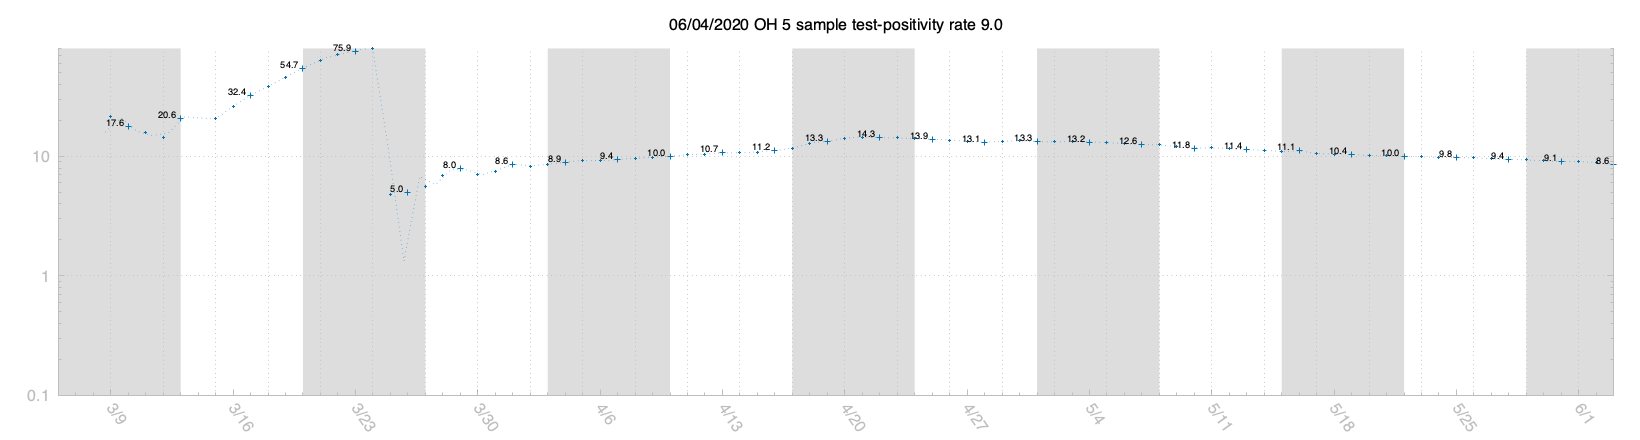 06/04/2020 OH 5 sample test-positivity rate 9.0
17.6 20.6 32.4 54.7 75.9 5.0 8.0 8.6 8.9 9.4 10.0 10.7 11.2 13.3 14.3 13.9 13.1 13.3 13.2 12.6 11.8 11.4 11.1 10.4 10.0 9.8 9.4 9.1 8.6
10
1
0.1
3/9 3/16 3/23 3/30 4/6 4/13 4/20 4/27 5/4 5/11 5/18 5/25 6/1